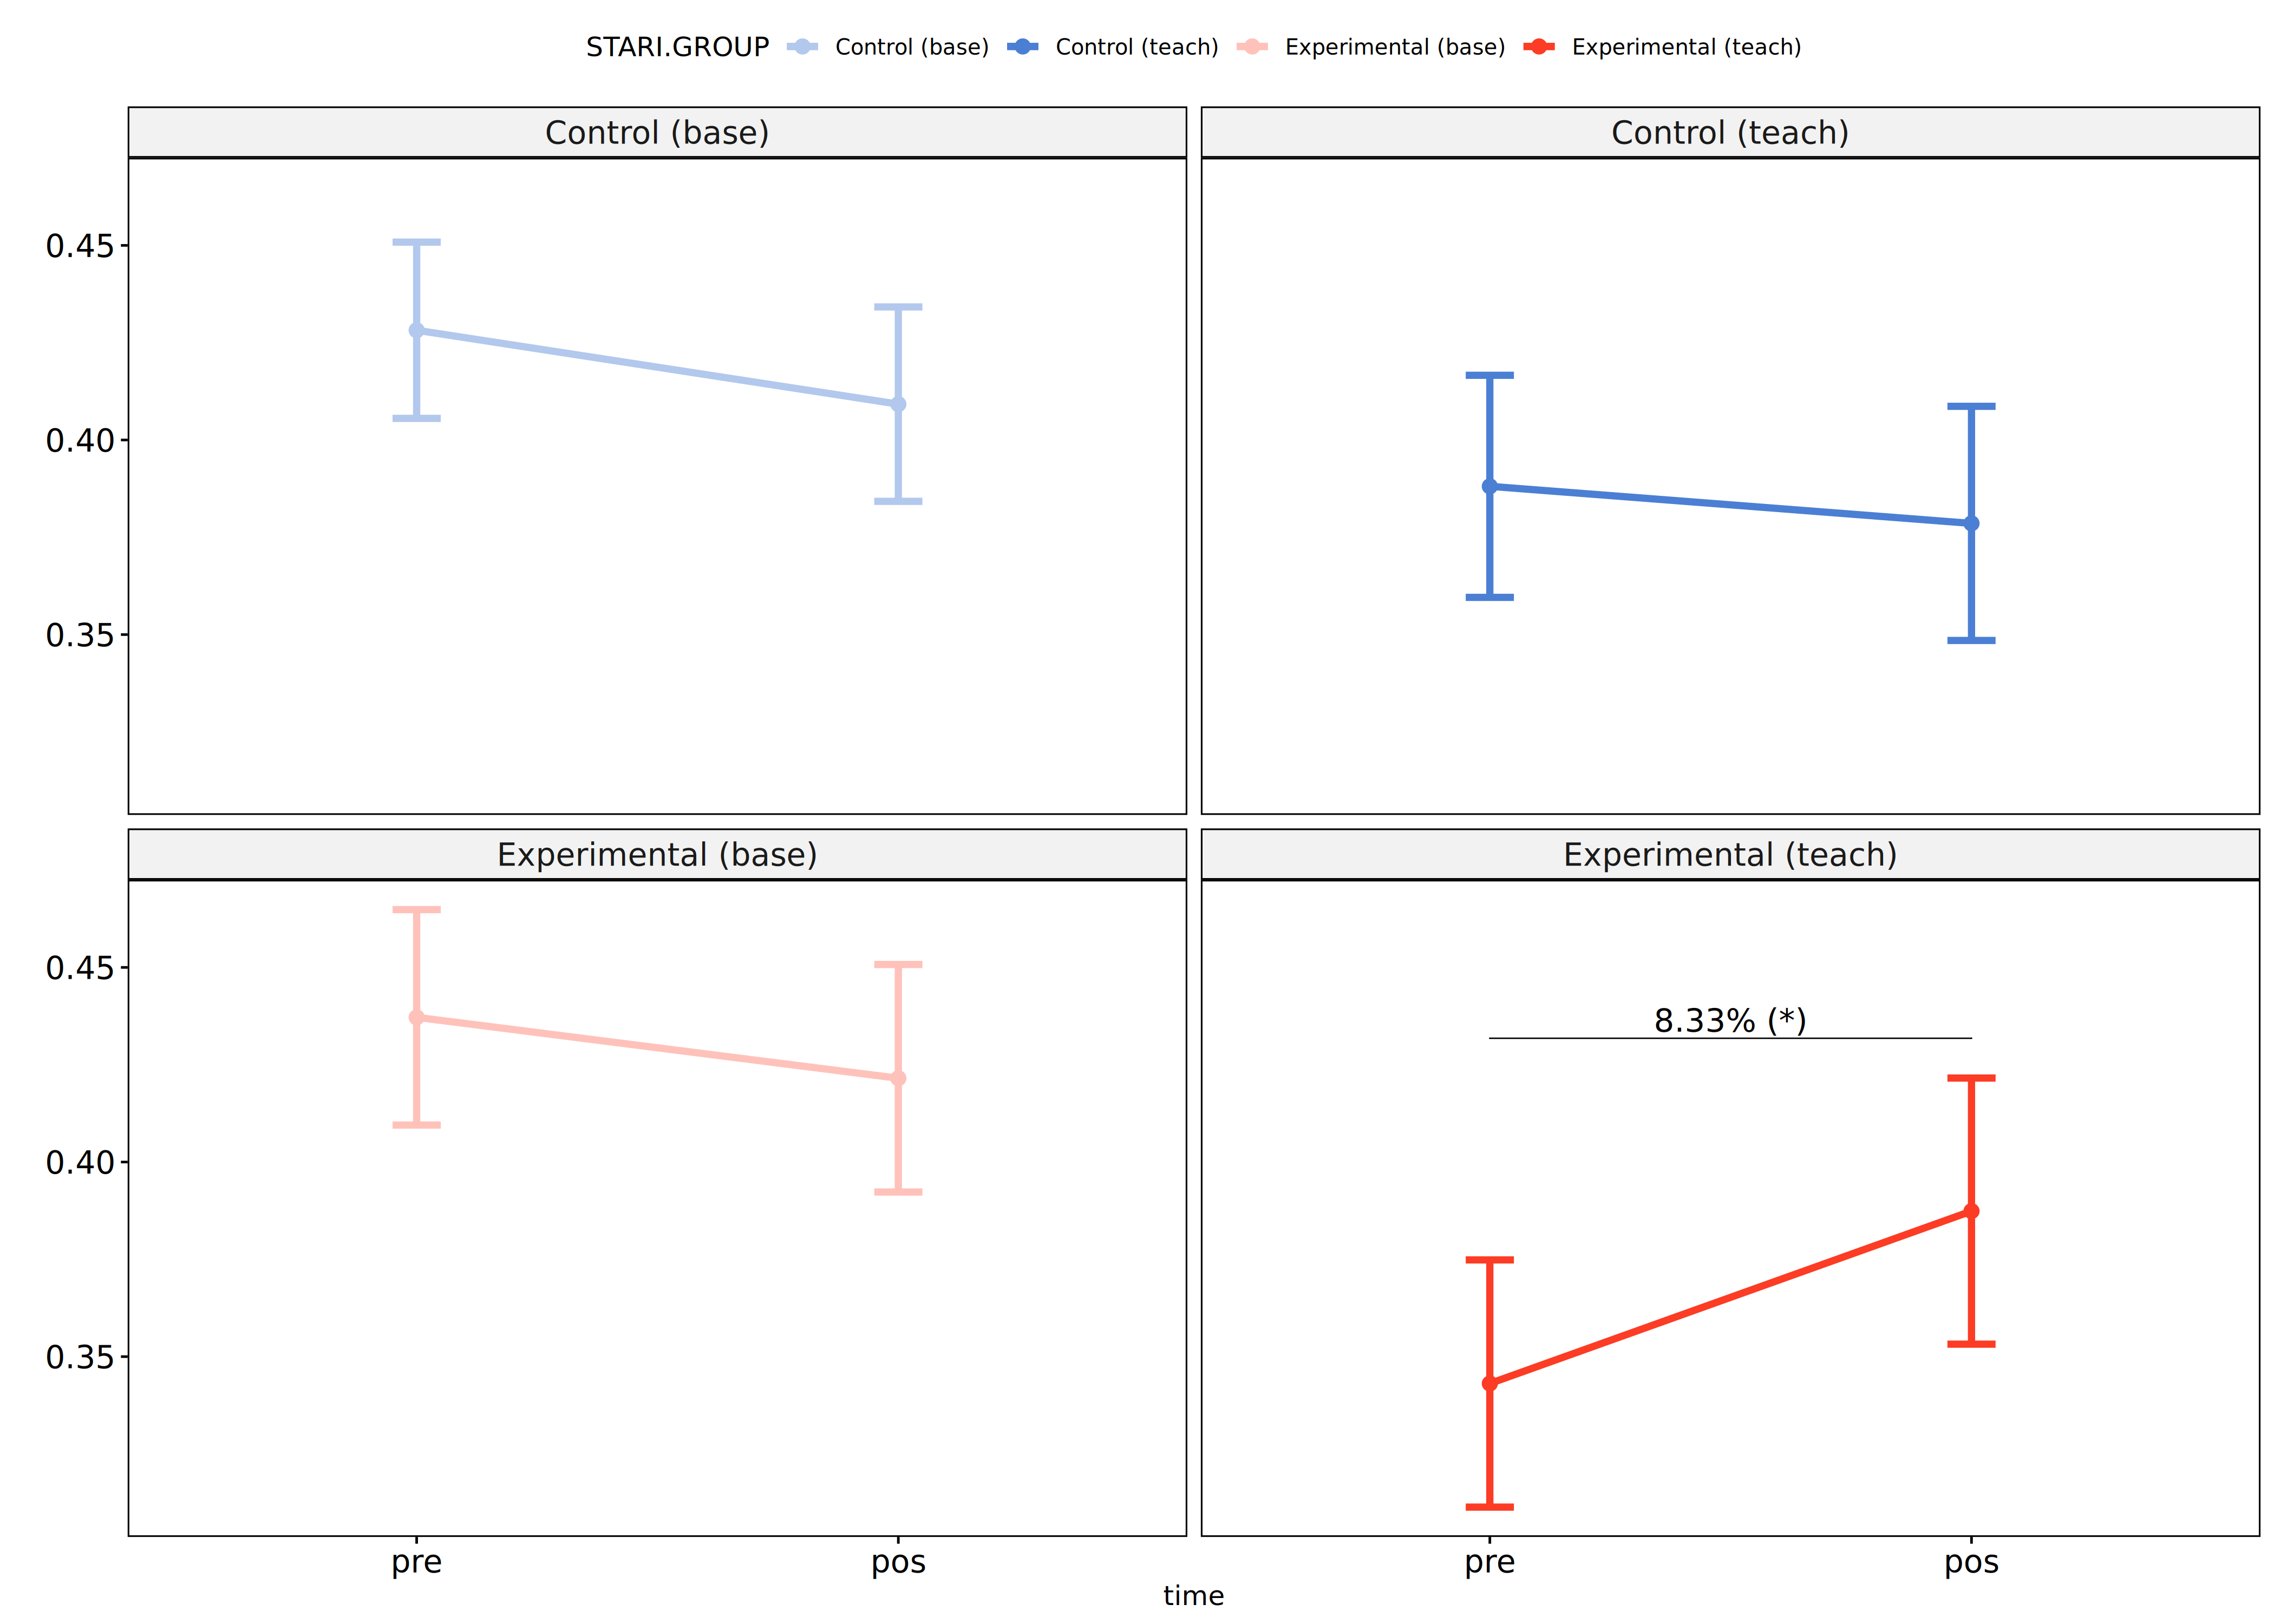 STARI.GROUP Control (base) Control (teach) Experimental (base) Experimental (teach)
Control (base) Control (teach)
0.45
0.40
0.35
Experimental (base) Experimental (teach)
0.45
8.33% (*)
0.40
0.35
pre pos pre pos
time